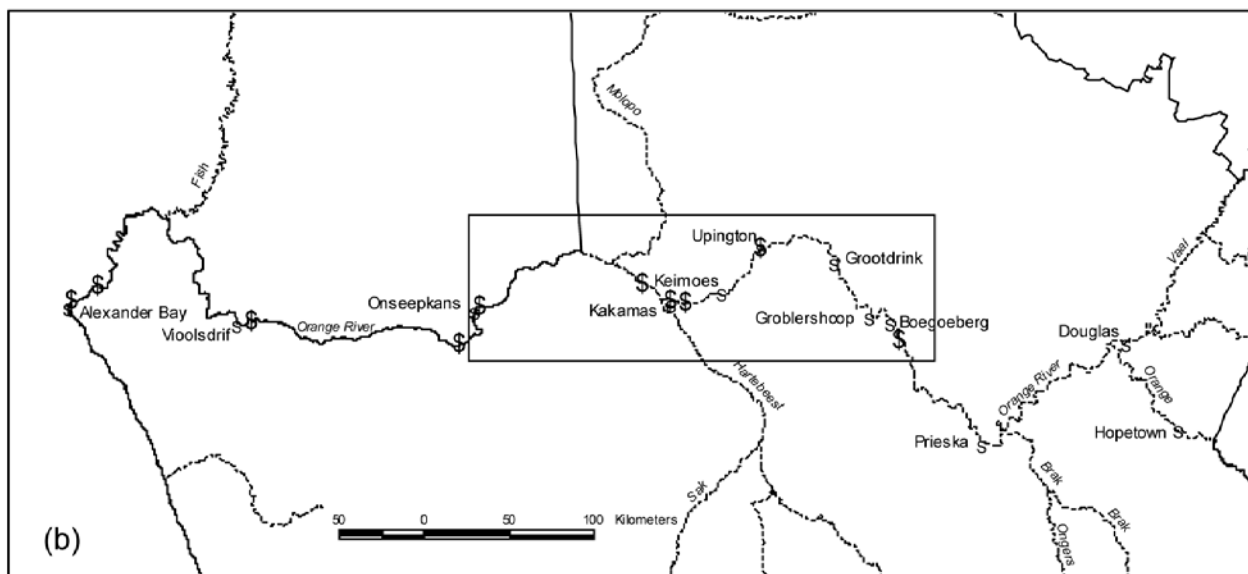 Molopo
Fish
Vaal
Upington
Grootdrink
Keimoes
Onseepkans
Alexander Bay
Kakamas
Vioolsdrif
Orange River
Groblershoop
Boegoeberg
Douglas
Hartebeest
Orange River
Orange
Prieska
Hopetown
Sak
Brak
Brak
Ongers
50 0 50 100 Kilometers
(b)